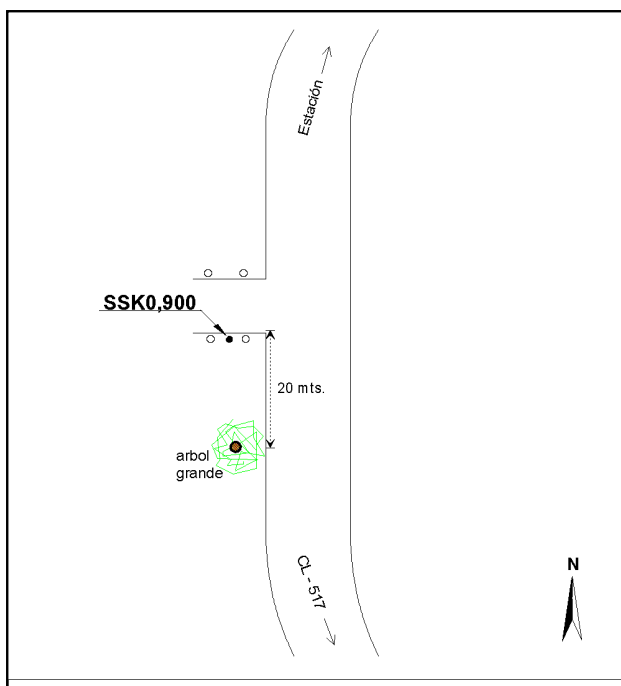 Estación
SSK0,900
20 mts.
arbol
grande
CL - 517
N